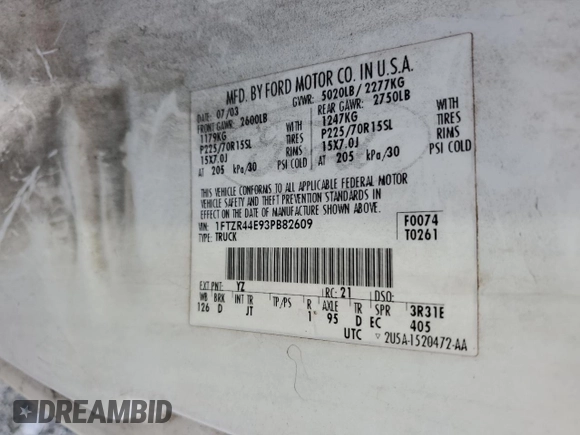 MFD. BY FORD MOTOR CO. IN U.S.A.
DATE: 07/03 GVWR: 5020LB/ 2277KG
FRONT GAWR: 2600LB REAR GAWR: 2750LB
1179KG WITH 1247KG WITH
P225/70R15SL TIRES P225/70R15SL TIRES
15X7.0J RIMS 15X7.0J RIMS
AT 205 kPa/30 PSI COLD AT 205 kPa/30 PSI COLD
THIS VEHICLE CONFORMS TO ALL APPLICABLE FEDERAL MOTOR
VEHICLE SAFETY AND THEFT PREVENTION STANDARDS IN
EFFECT ON THE DATE OF MANUFACTURE SHOWN ABOVE.
VIN: 1FTZR44E93PB82609 F0074
TYPE: TRUCK T0261
EXT PNT: YZ RC: 21 DSO:
WB BRK INT TR TP/PS R AXLE TR SPR 3R31E
126 D JT 1 95 D EC 405
UTC ▽ 2U5A-1520472-AA
DREAMBID